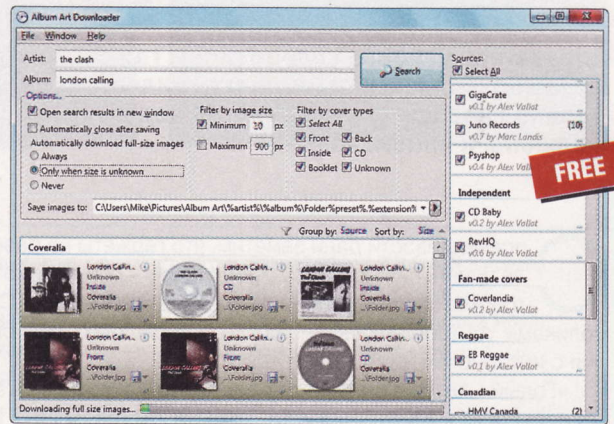 Album Art Downloader
File Window Help
Artist: the clash
Album: london calling
Search
Options...
Open search results in new window
Automatically close after saving
Automatically download full-size images
Always
Only when size is unknown
Never
Filter by image size
Minimum 10 px
Maximum 900 px
Filter by cover types
Select All
Front Back
Inside CD
Booklet Unknown
Save images to: C:\Users\Mike\Pictures\Album Art\%artist%\%album%\Folder%preset%.%extension%
Group by: Source Sort by: Size
Coveralia
London Callin...
Unknown
Inside
Coveralia
...\Folder.jpg
London Callin...
Unknown
CD
Coveralia
...\Folder.jpg
London Callin...
Unknown
Inside
Coveralia
...\Folder.jpg
London Callin...
Unknown
Front
Coveralia
...\Folder.jpg
London Callin...
Unknown
Front
Coveralia
...\Folder.jpg
London Callin...
Unknown
CD
Coveralia
...\Folder.jpg
Downloading full size images...
Sources:
Select All
GigaCrate
v0.1 by Alex Vallat
Juno Records (10)
v0.7 by Marc Landis
Psyshop
v0.4 by Alex Vallat
FREE
Independent
CD Baby
v0.2 by Alex Vallat
RevHQ
v0.6 by Alex Vallat
Fan-made covers
Coverlandia
v0.2 by Alex Vallat
Reggae
EB Reggae
v0.1 by Alex Vallat
Canadian
HMV Canada (2)